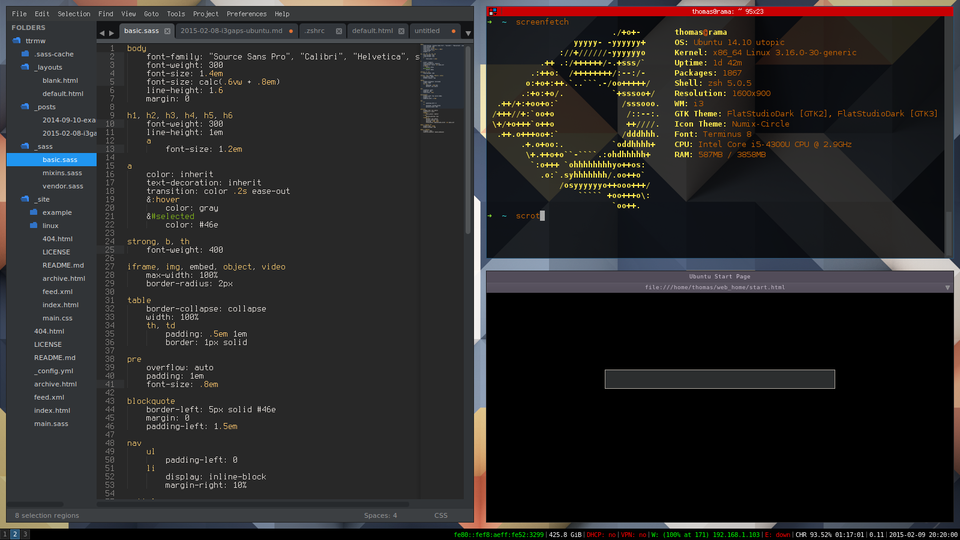 File Edit Selection Find View Goto Tools Project Preferences Help
FOLDERS
ttrmw
.sass-cache
_layouts
blank.html
default.html
_posts
2014-09-10-exa
2015-02-08-i3ga
_sass
basic.sass
mixins.sass
vendor.sass
_site
example
linux
404.html
LICENSE
README.md
archive.html
feed.xml
index.html
main.css
404.html
LICENSE
README.md
_config.yml
archive.html
feed.xml
index.html
main.sass
basic.sass 2015-02-08-i3gaps-ubuntu.md .zshrc default.html untitled
1 body
2 font-family: "Source Sans Pro", "Calibri", "Helvetica", s
3 font-weight: 300
4 font-size: 1.4em
5 font-size: calc(.6vw + .8em)
6 line-height: 1.6
7 margin: 0
8
9 h1, h2, h3, h4, h5, h6
10 font-weight: 300
11 line-height: 1em
12 a
13 font-size: 1.2em
14
15 a
16 color: inherit
17 text-decoration: inherit
18 transition: color .2s ease-out
19 &:hover
20 color: gray
21 &#selected
22 color: #46e
23
24 strong, b, th
25 font-weight: 400
26
27 iframe, img, embed, object, video
28 max-width: 100%
29 border-radius: 2px
30
31 table
32 border-collapse: collapse
33 width: 100%
34 th, td
35 padding: .5em 1em
36 border: 1px solid
37
38 pre
39 overflow: auto
40 padding: 1em
41 font-size: .8em
42
43 blockquote
44 border-left: 5px solid #46e
45 margin: 0
46 padding-left: 1.5em
47
48 nav
49 ul
50 padding-left: 0
51 li
52 display: inline-block
53 margin-right: 10%
54
8 selection regions Spaces: 4 CSS
thomas@rama: ~ 95x23
➜ ~ screenfetch
thomas@rama
OS: Ubuntu 14.10 utopic
Kernel: x86_64 Linux 3.16.0-30-generic
Uptime: 1d 42m
Packages: 1867
Shell: zsh 5.0.5
Resolution: 1600x900
WM: i3
GTK Theme: FlatStudioDark [GTK2], FlatStudioDark [GTK3]
Icon Theme: Numix-Circle
Font: Terminus 8
CPU: Intel Core i5-4300U CPU @ 2.9GHz
RAM: 587MB / 3858MB
➜ ~ scrot
Ubuntu Start Page
file:///home/thomas/web_home/start.html
1 2 3
fe80::fef8:aeff:fe52:3299| 425.8 GiB| DHCP: no| VPN: no| W: (100% at 171) 192.168.1.103| E: down| CHR 93.52% 01:17:01| 0.11| 2015-02-09 20:20:00